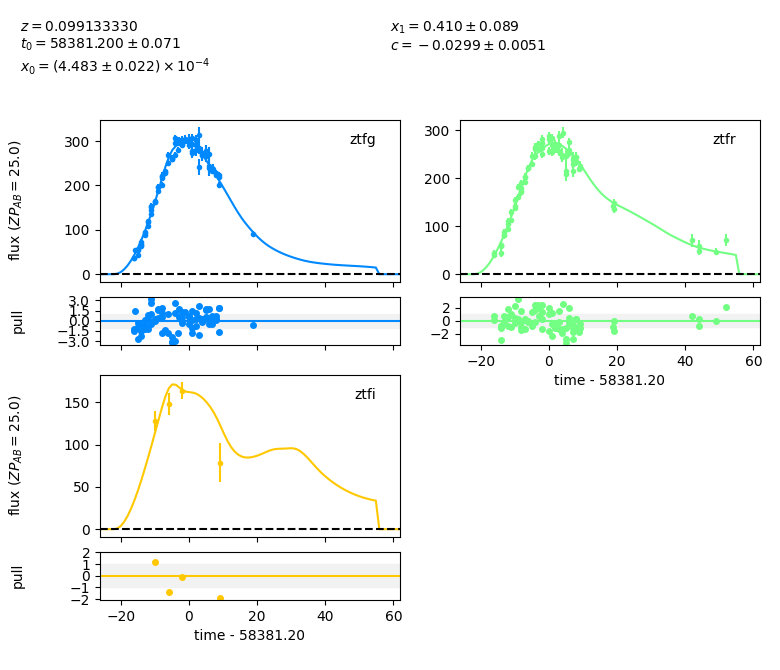 z = 0.099133330
t₀ = 58381.200 ± 0.071
x₀ = (4.483 ± 0.022) × 10⁻⁴
x₁ = 0.410 ± 0.089
c = −0.0299 ± 0.0051
flux (ZP_AB = 25.0)
300
200
100
0
ztfg
300
200
100
0
ztfr
pull
3.0
1.5
0.0
−1.5
−3.0
2
0
−2
−20 0 20 40 60
time - 58381.20
flux (ZP_AB = 25.0)
150
100
50
0
ztfi
pull
2
1
0
−1
−2
−20 0 20 40 60
time - 58381.20